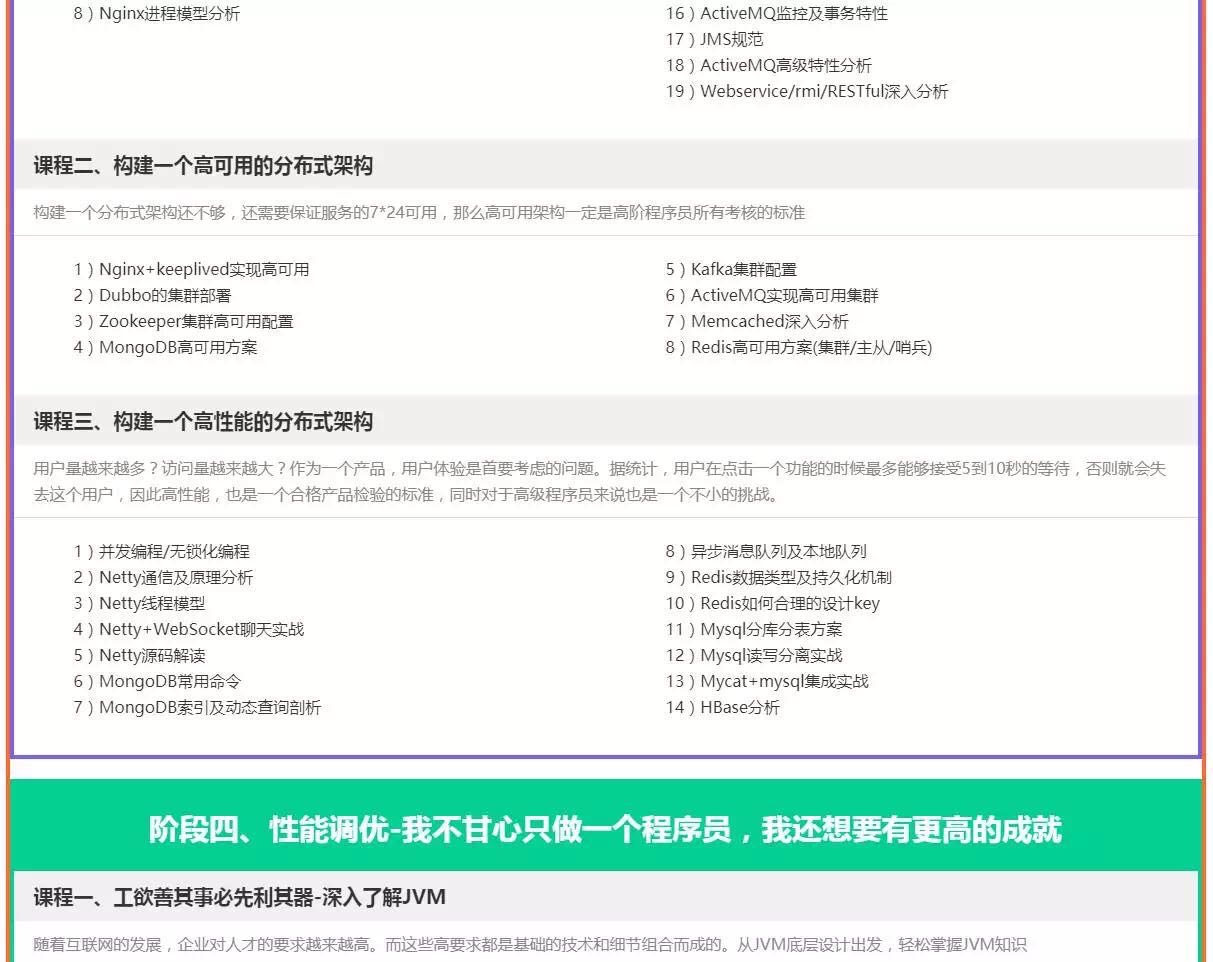 8）Nginx进程模型分析
16）ActiveMQ监控及事务特性
17）JMS规范
18）ActiveMQ高级特性分析
19）Webservice/rmi/RESTful深入分析
课程二、构建一个高可用的分布式架构
构建一个分布式架构还不够，还需要保证服务的7*24可用，那么高可用架构一定是高阶程序员所有考核的标准
1）Nginx+keeplived实现高可用
2）Dubbo的集群部署
3）Zookeeper集群高可用配置
4）MongoDB高可用方案
5）Kafka集群配置
6）ActiveMQ实现高可用集群
7）Memcached深入分析
8）Redis高可用方案(集群/主从/哨兵)
课程三、构建一个高性能的分布式架构
用户量越来越多？访问量越来越大？作为一个产品，用户体验是首要考虑的问题。据统计，用户在点击一个功能的时候最多能够接受5到10秒的等待，否则就会失
去这个用户，因此高性能，也是一个合格产品检验的标准，同时对于高级程序员来说也是一个不小的挑战。
1）并发编程/无锁化编程
2）Netty通信及原理分析
3）Netty线程模型
4）Netty+WebSocket聊天实战
5）Netty源码解读
6）MongoDB常用命令
7）MongoDB索引及动态查询剖析
8）异步消息队列及本地队列
9）Redis数据类型及持久化机制
10）Redis如何合理的设计key
11）Mysql分库分表方案
12）Mysql读写分离实战
13）Mycat+mysql集成实战
14）HBase分析
阶段四、性能调优-我不甘心只做一个程序员，我还想要有更高的成就
课程一、工欲善其事必先利其器-深入了解JVM
随着互联网的发展，企业对人才的要求越来越高。而这些高要求都是基础的技术和细节组合而成的。从JVM底层设计出发，轻松掌握JVM知识